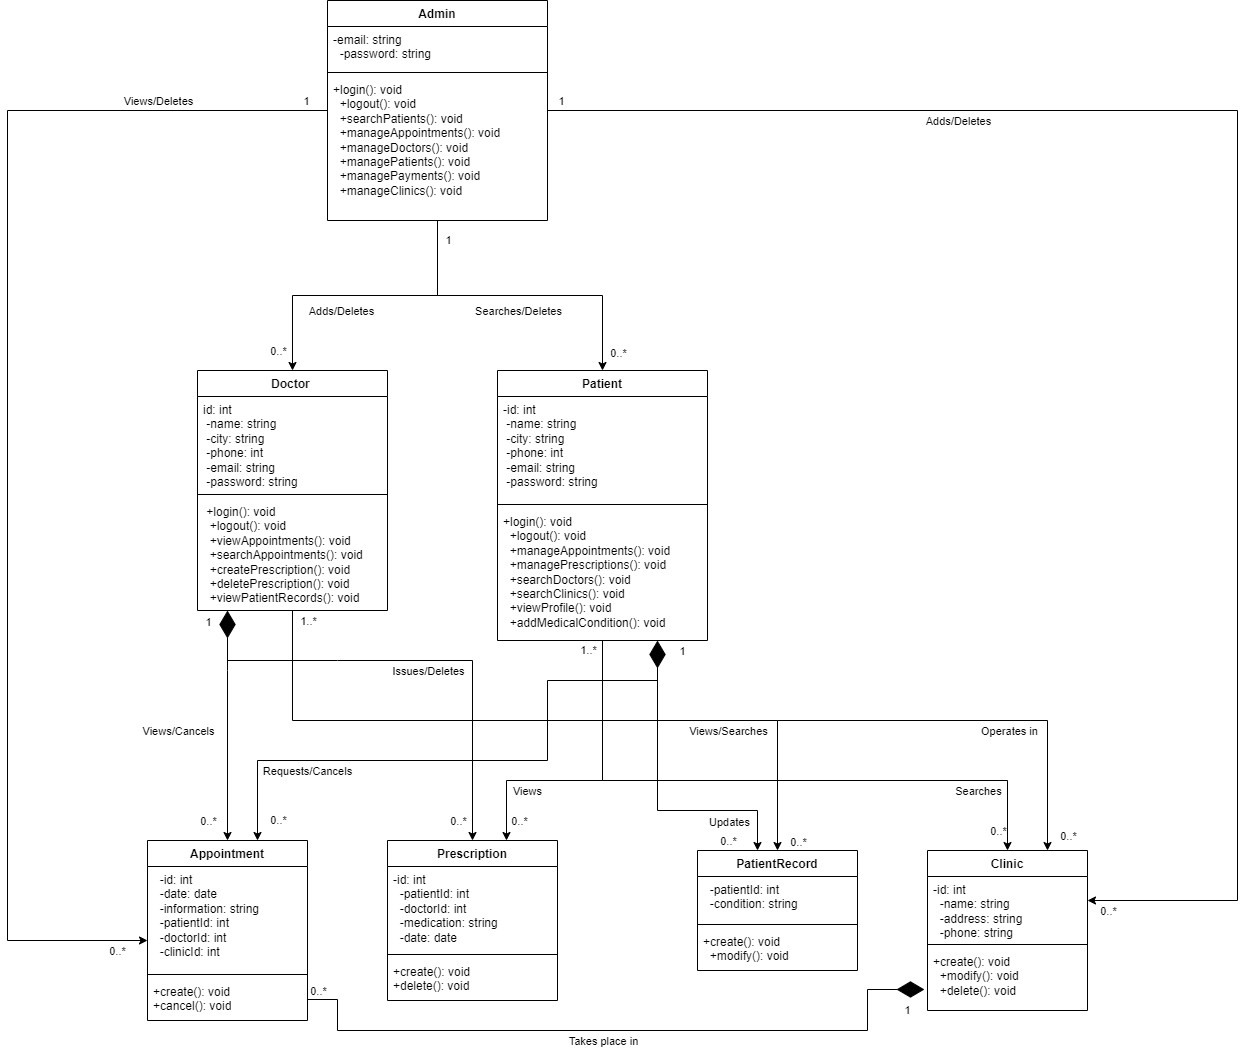 Admin
-email: string
-password: string
+login(): void
+logout(): void
+searchPatients(): void
+manageAppointments(): void
+manageDoctors(): void
+managePatients(): void
+managePayments(): void
+manageClinics(): void
Views/Deletes
1
1
Adds/Deletes
1
Adds/Deletes
Searches/Deletes
0..*
0..*
Doctor
id: int
-name: string
-city: string
-phone: int
-email: string
-password: string
+login(): void
+logout(): void
+viewAppointments(): void
+searchAppointments(): void
+createPrescription(): void
+deletePrescription(): void
+viewPatientRecords(): void
Patient
-id: int
-name: string
-city: string
-phone: int
-email: string
-password: string
+login(): void
+logout(): void
+manageAppointments(): void
+managePrescriptions(): void
+searchDoctors(): void
+searchClinics(): void
+viewProfile(): void
+addMedicalCondition(): void
1
1..*
1..*
1
Issues/Deletes
Views/Cancels
Views/Searches
Operates in
Requests/Cancels
Views
Searches
Updates
0..*
0..*
0..*
0..*
0..*
0..*
0..*
0..*
Appointment
-id: int
-date: date
-information: string
-patientId: int
-doctorId: int
-clinicId: int
+create(): void
+cancel(): void
0..*
0..*
Prescription
-id: int
-patientId: int
-doctorId: int
-medication: string
-date: date
+create(): void
+delete(): void
PatientRecord
-patientId: int
-condition: string
+create(): void
+modify(): void
Clinic
-id: int
-name: string
-address: string
-phone: string
+create(): void
+modify(): void
+delete(): void
0..*
1
Takes place in